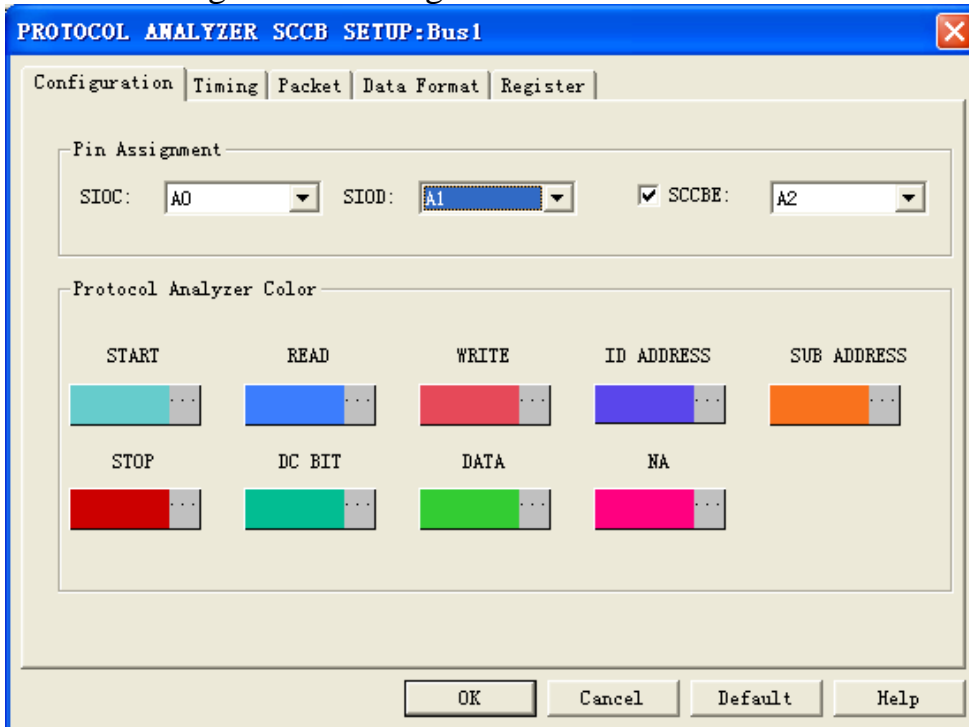 PROTOCOL ANALYZER SCCB SETUP:Bus1
Configuration Timing Packet Data Format Register
Pin Assignment
SIOC: A0 SIOD: A1 SCCBE: A2
Protocol Analyzer Color
START READ WRITE ID ADDRESS SUB ADDRESS
... ... ... ... ...
STOP DC BIT DATA NA
... ... ... ...
OK Cancel Default Help